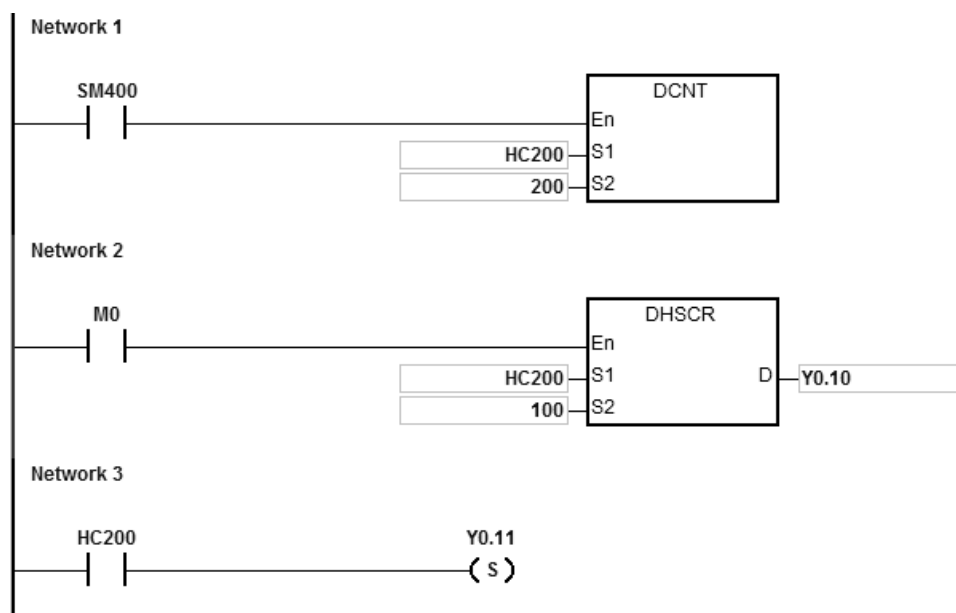 Network 1
SM400
DCNT
En
HC200 S1
200 S2
Network 2
M0
DHSCR
En
HC200 S1 D Y0.10
100 S2
Network 3
HC200 Y0.11
( S )